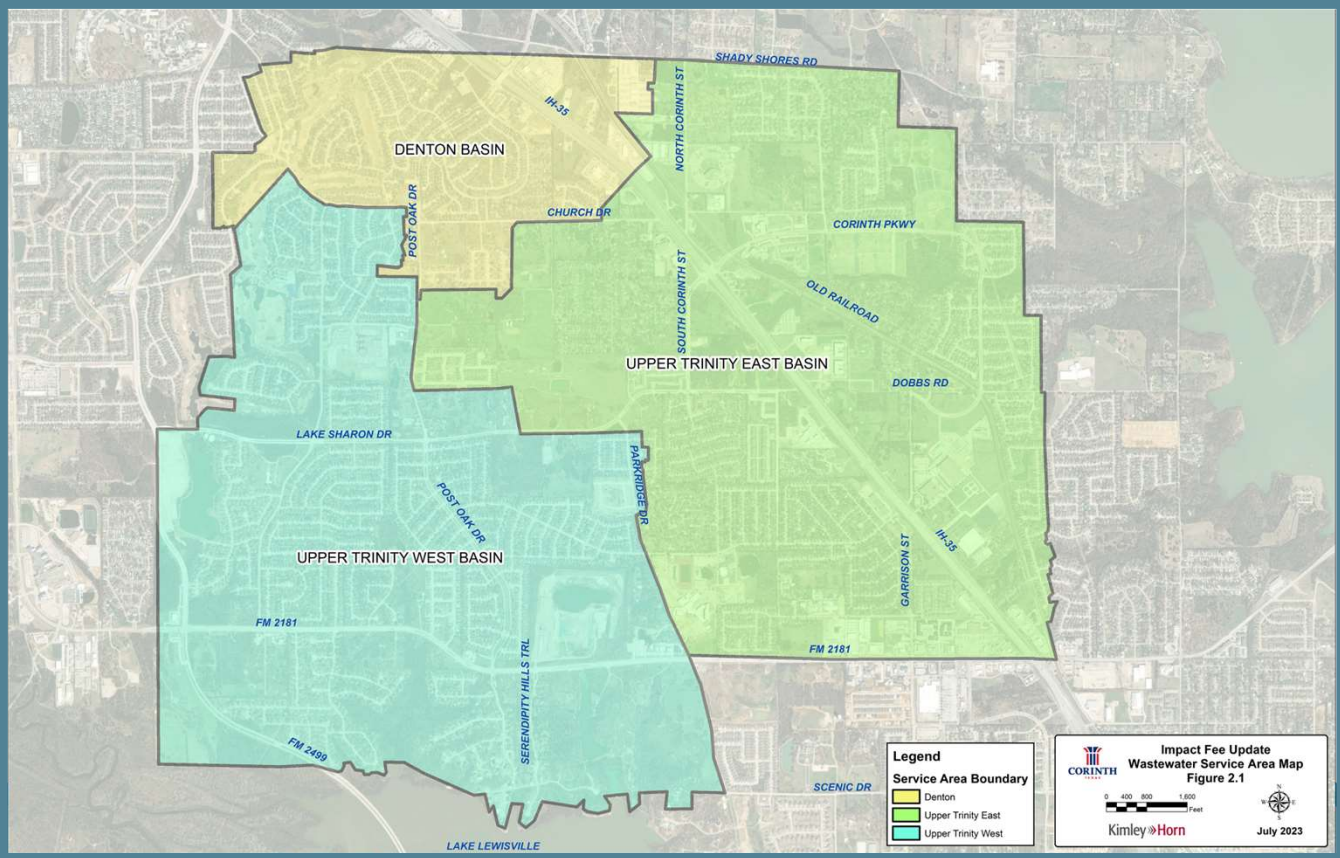 SHADY SHORES RD
NORTH CORINTH ST
IH-35
DENTON BASIN
POST OAK DR
CHURCH DR
CORINTH PKWY
SOUTH CORINTH ST
OLD RAILROAD
UPPER TRINITY EAST BASIN
DOBBS RD
LAKE SHARON DR
PARKRIDGE DR
POST OAK DR
UPPER TRINITY WEST BASIN
IH-35
GARRISON ST
FM 2181
FM 2181
SERENDIPITY HILLS TRL
FM 2499
SCENIC DR
LAKE LEWISVILLE
Legend
Service Area Boundary
Denton
Upper Trinity East
Upper Trinity West
CORINTH
TEXAS
Impact Fee Update
Wastewater Service Area Map
Figure 2.1
0 400 800 1,600
Feet
N
W E
S
Kimley»Horn
July 2023